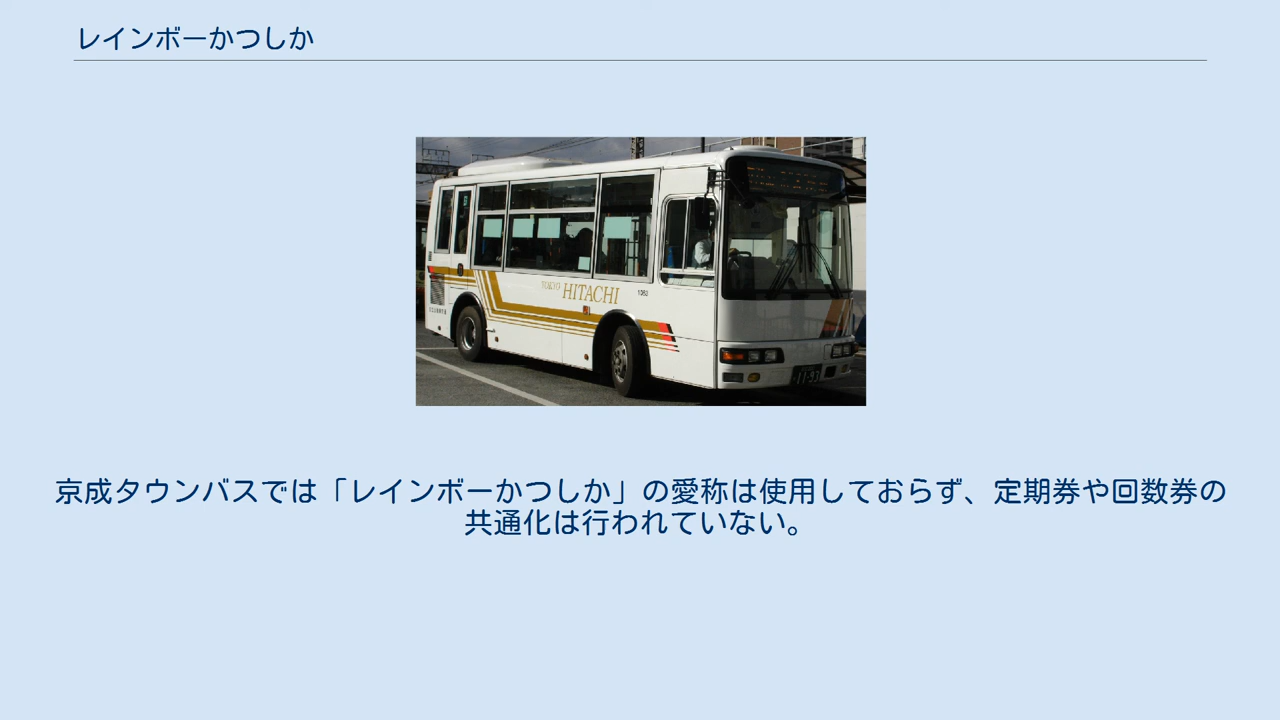 レインボーかつしか
TOKYO HITACHI
1053
11-93
京成タウンバスでは「レインボーかつしか」の愛称は使用しておらず、定期券や回数券の
共通化は行われていない。